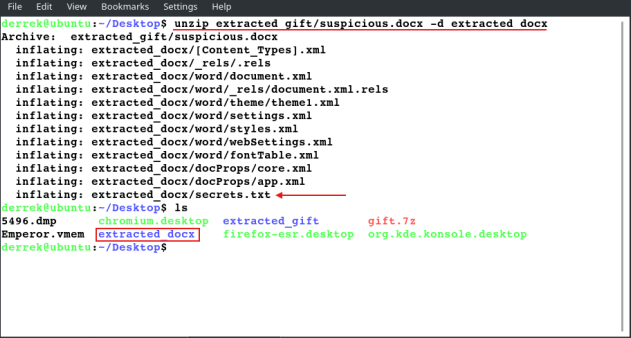 File Edit View Bookmarks Settings Help
derrek@ubuntu:~/Desktop$ unzip extracted_gift/suspicious.docx -d extracted_docx
Archive:  extracted_gift/suspicious.docx
  inflating: extracted_docx/[Content_Types].xml
  inflating: extracted_docx/_rels/.rels
  inflating: extracted_docx/word/document.xml
  inflating: extracted_docx/word/_rels/document.xml.rels
  inflating: extracted_docx/word/theme/theme1.xml
  inflating: extracted_docx/word/settings.xml
  inflating: extracted_docx/word/styles.xml
  inflating: extracted_docx/word/webSettings.xml
  inflating: extracted_docx/word/fontTable.xml
  inflating: extracted_docx/docProps/core.xml
  inflating: extracted_docx/docProps/app.xml
  inflating: extracted_docx/secrets.txt
derrek@ubuntu:~/Desktop$ ls
5496.dmp chromium.desktop extracted_gift gift.7z
Emperor.vmem extracted_docx firefox-esr.desktop org.kde.konsole.desktop
derrek@ubuntu:~/Desktop$